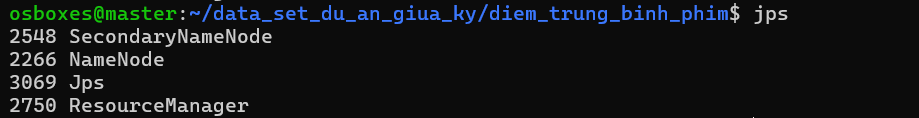 osboxes@master:~/data_set_du_an_giua_ky/diem_trung_binh_phim$ jps
2548 SecondaryNameNode
2266 NameNode
3069 Jps
2750 ResourceManager